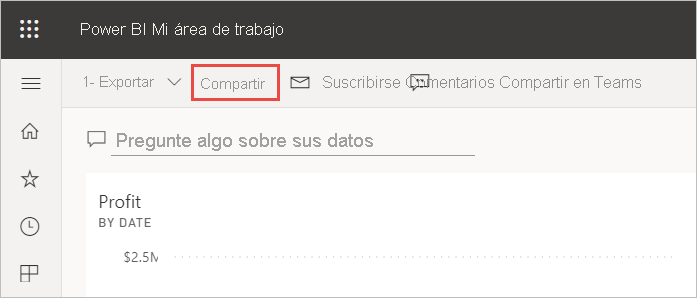 Power BI Mi área de trabajo
1- Exportar Compartir Suscribirse Comentarios Compartir en Teams
Pregunte algo sobre sus datos
Profit
BY DATE
$2.5M